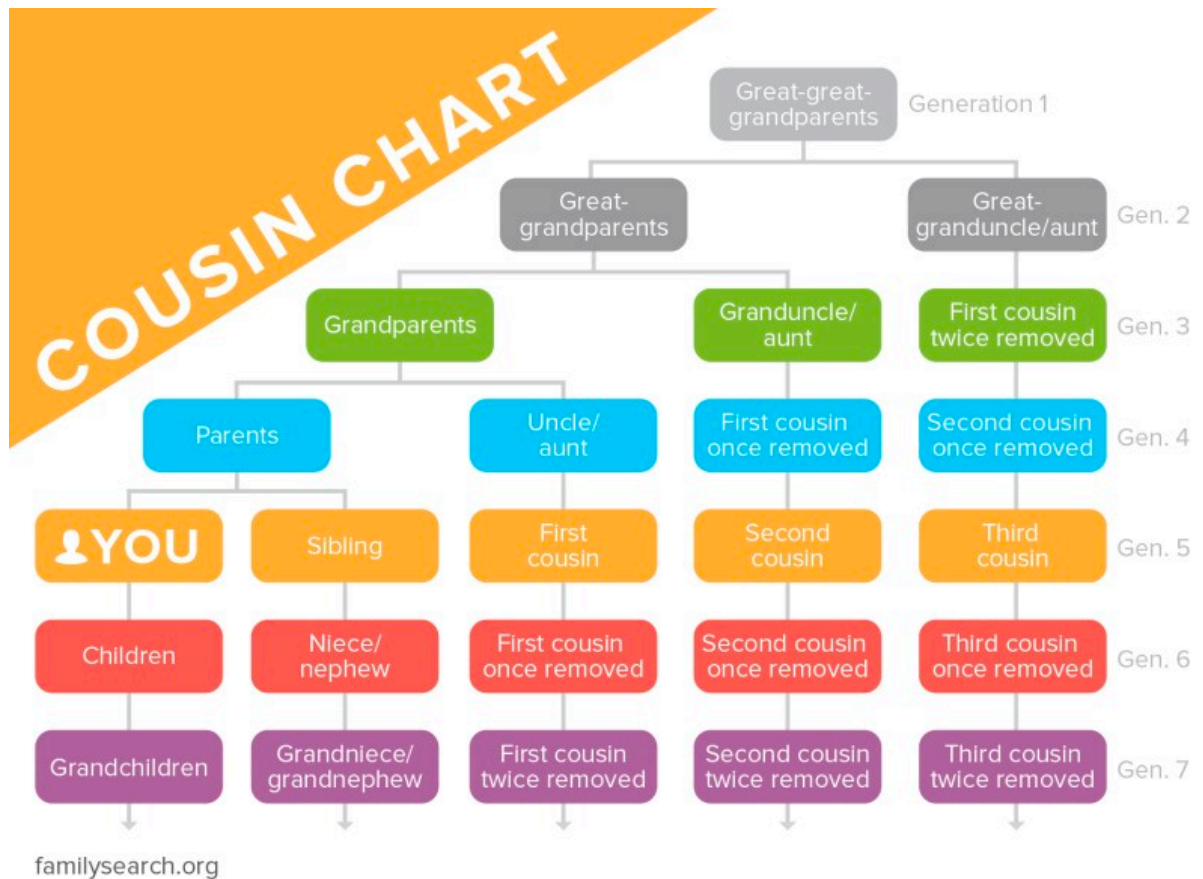 COUSIN CHART
Great-great-
grandparents
Generation 1
Great-
grandparents
Great-
granduncle/aunt
Gen. 2
Grandparents
Granduncle/
aunt
First cousin
twice removed
Gen. 3
Parents
Uncle/
aunt
First cousin
once removed
Second cousin
once removed
Gen. 4
YOU
Sibling
First
cousin
Second
cousin
Third
cousin
Gen. 5
Children
Niece/
nephew
First cousin
once removed
Second cousin
once removed
Third cousin
once removed
Gen. 6
Grandchildren
Grandniece/
grandnephew
First cousin
twice removed
Second cousin
twice removed
Third cousin
twice removed
Gen. 7
familysearch.org